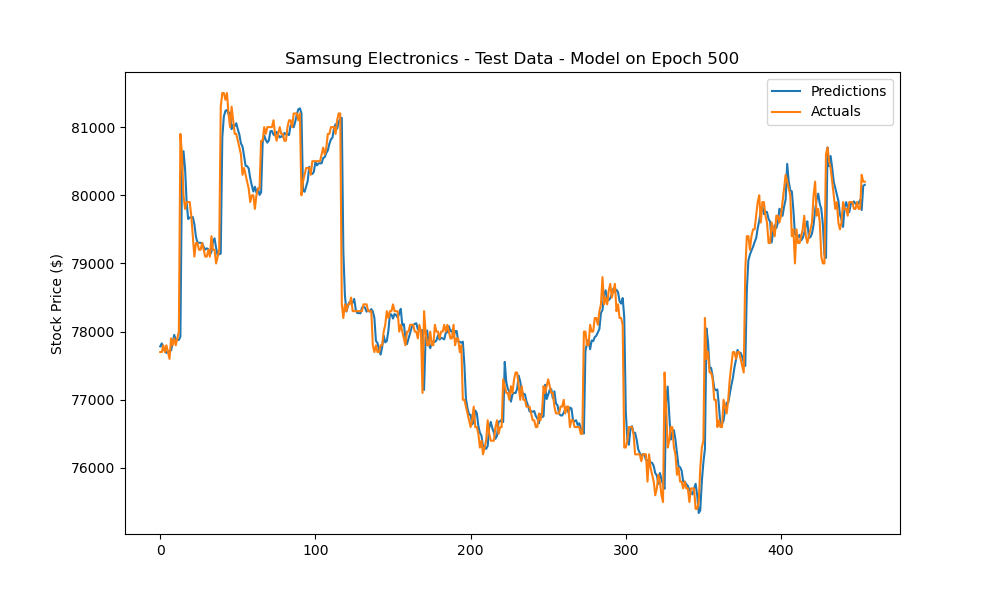 Samsung Electronics - Test Data - Model on Epoch 500
Predictions
Actuals
Stock Price ($)
81000
80000
79000
78000
77000
76000
0 100 200 300 400